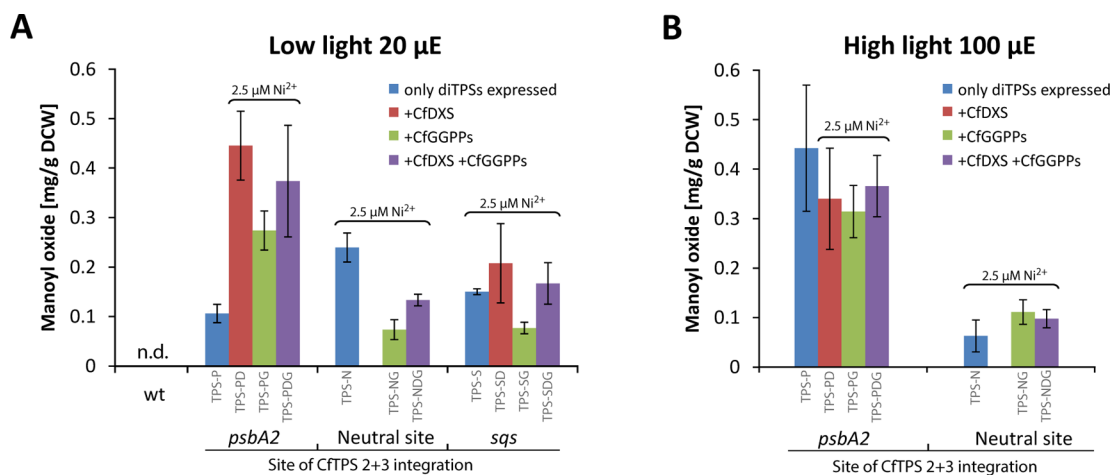 A
Low light 20 µE
Manoyl oxide [mg/g DCW]
0.6
0.5
0.4
0.3
0.2
0.1
0
2.5 µM Ni²⁺
2.5 µM Ni²⁺
2.5 µM Ni²⁺
only diTPSs expressed
+CfDXS
+CfGGPPs
+CfDXS +CfGGPPs
n.d.
wt
TPS-P
TPS-PD
TPS-PG
TPS-PDG
TPS-N
TPS-NG
TPS-NDG
TPS-S
TPS-SD
TPS-SG
TPS-SDG
psbA2
Neutral site
sqs
Site of CfTPS 2+3 integration
B
High light 100 µE
Manoyl oxide [mg/g DCW]
0.6
0.5
0.4
0.3
0.2
0.1
0
only diTPSs expressed
+CfDXS
+CfGGPPs
+CfDXS +CfGGPPs
2.5 µM Ni²⁺
2.5 µM Ni²⁺
TPS-P
TPS-PD
TPS-PG
TPS-PDG
TPS-N
TPS-NG
TPS-NDG
psbA2
Neutral site
Site of CfTPS 2+3 integration